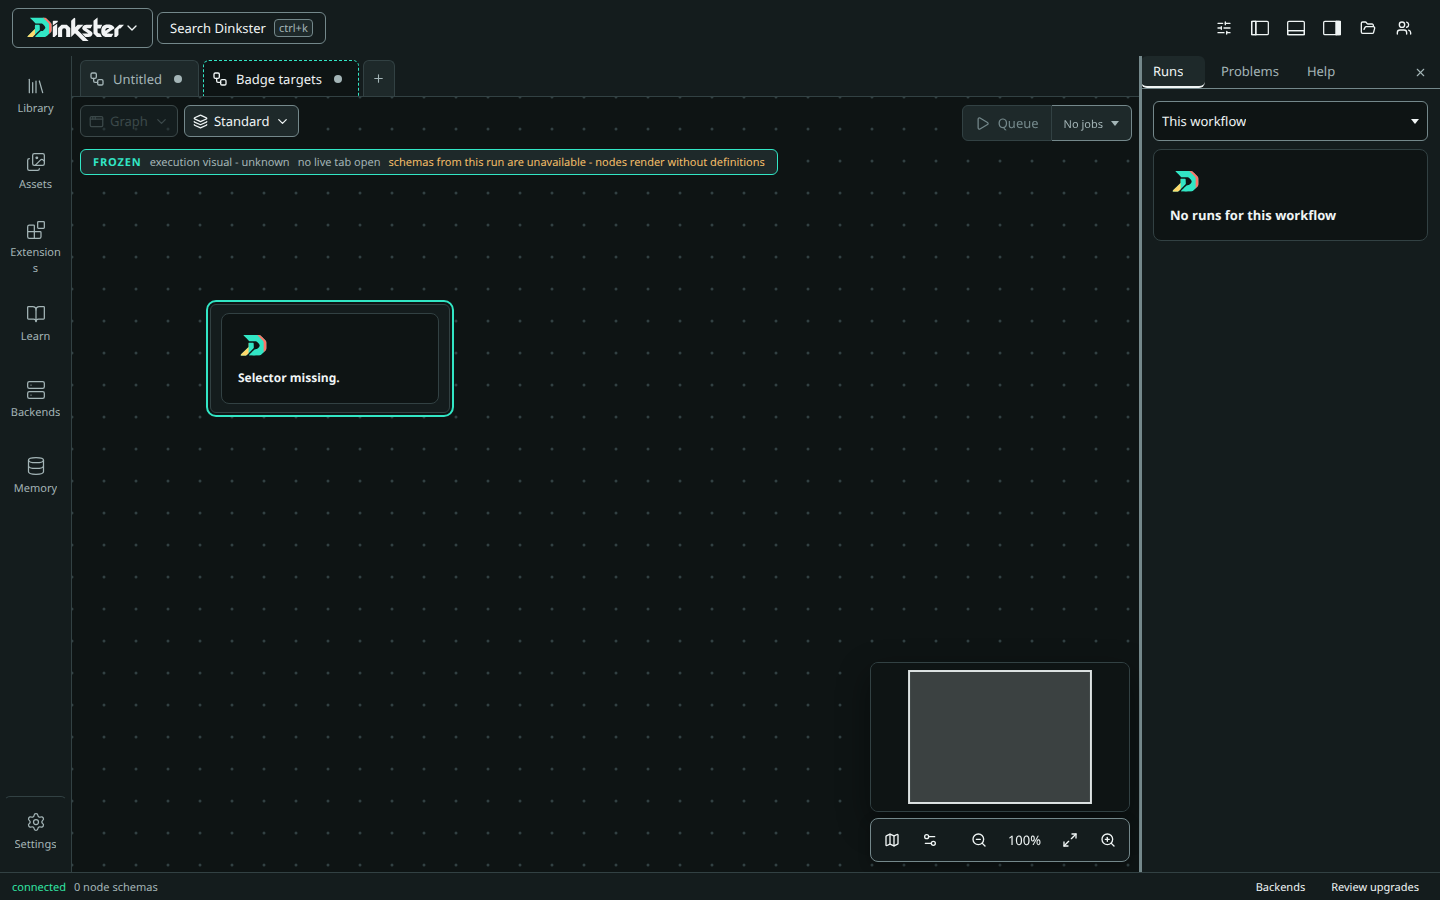 Dinkster
Search Dinkster ctrl+k
Untitled
Badge targets
Runs
Problems
Help
Library
Assets
Extension
s
Learn
Backends
Memory
Settings
Graph
Standard
Queue
No jobs
FROZEN execution visual - unknown no live tab open schemas from this run are unavailable - nodes render without definitions
Selector missing.
This workflow
No runs for this workflow
100%
connected 0 node schemas
Backends
Review upgrades